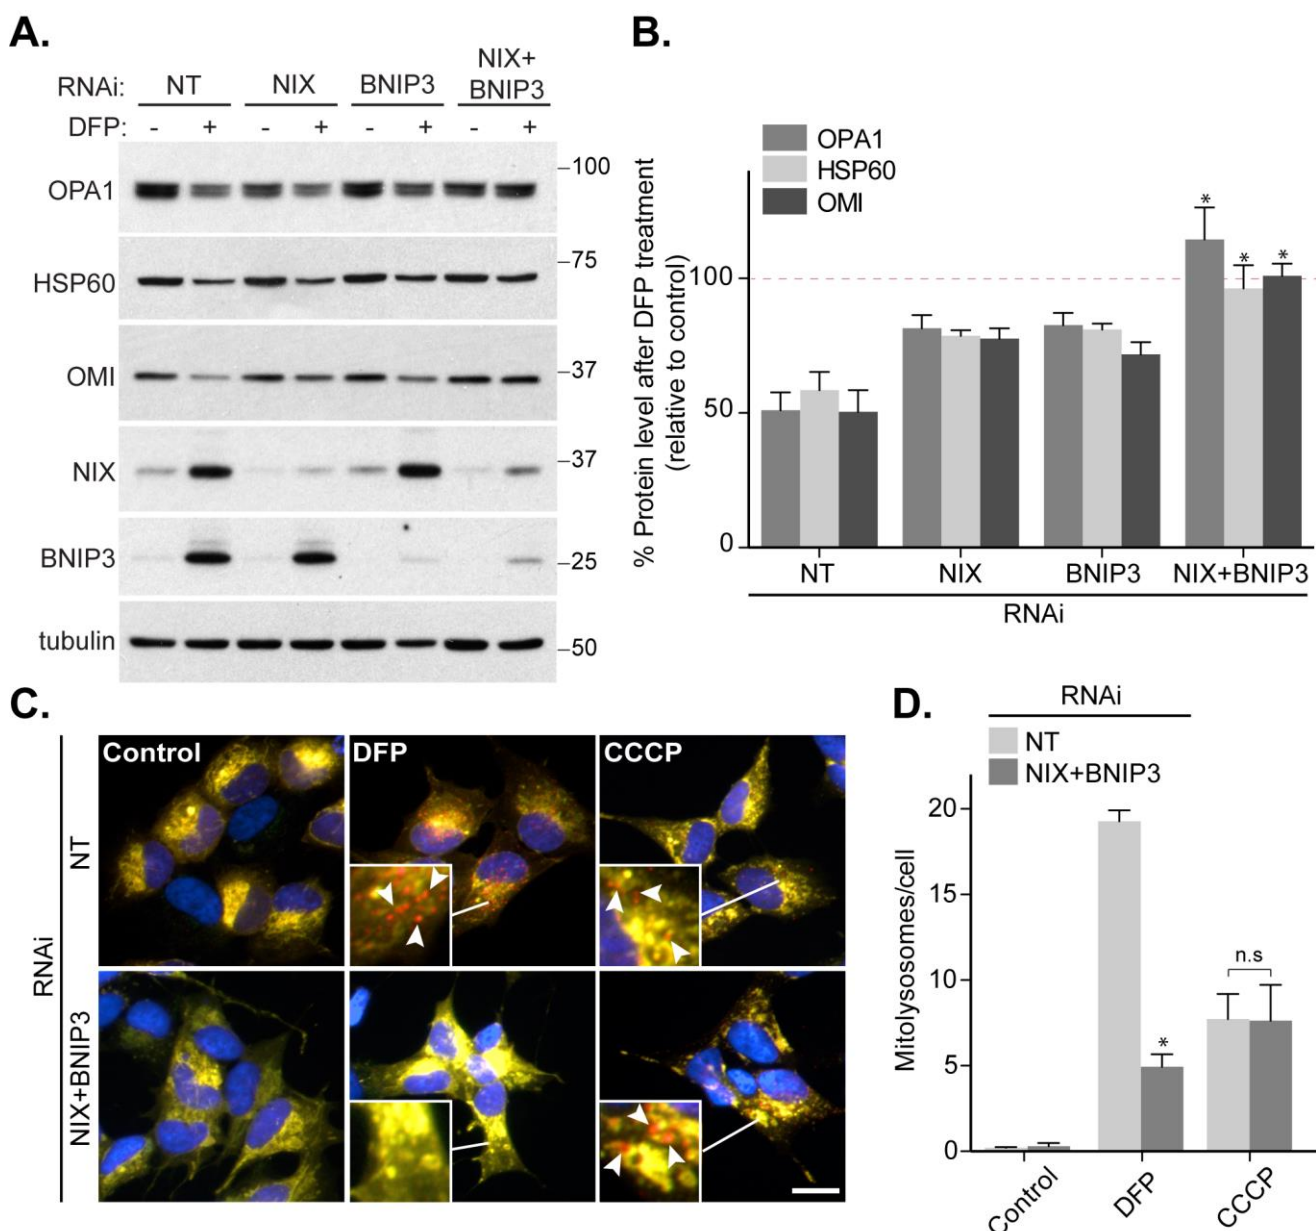 A.
RNAi: NT NIX BNIP3 NIX+
BNIP3
DFP: - + - + - + - +
OPA1 –100
HSP60 –75
OMI –37
NIX –37
BNIP3 –25
tubulin –50
B.
OPA1
HSP60
OMI
% Protein level after DFP treatment
(relative to control)
100
50
0
* * *
NT NIX BNIP3 NIX+BNIP3
RNAi
C.
Control DFP CCCP
RNAi
NT
NIX+BNIP3
D.
RNAi
NT
NIX+BNIP3
Mitolysosomes/cell
20
15
10
5
0
*
n.s
Control DFP CCCP